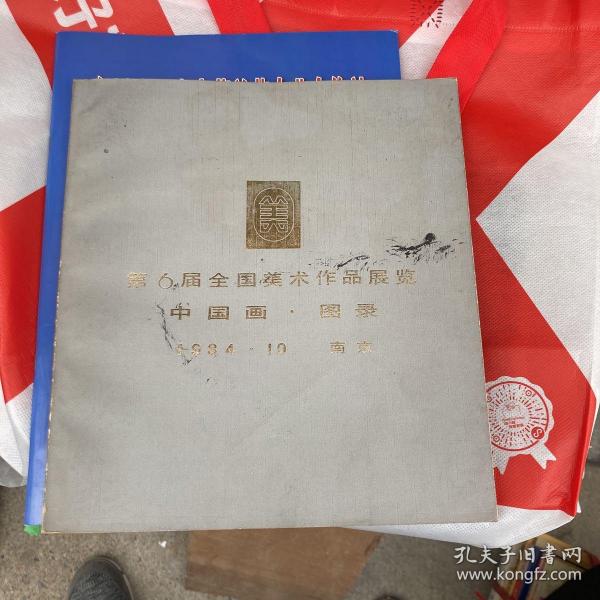 美
第6届全国美术作品展览
中国画·图录
1984·10 南京
孔夫子旧书网
www.kongfz.com